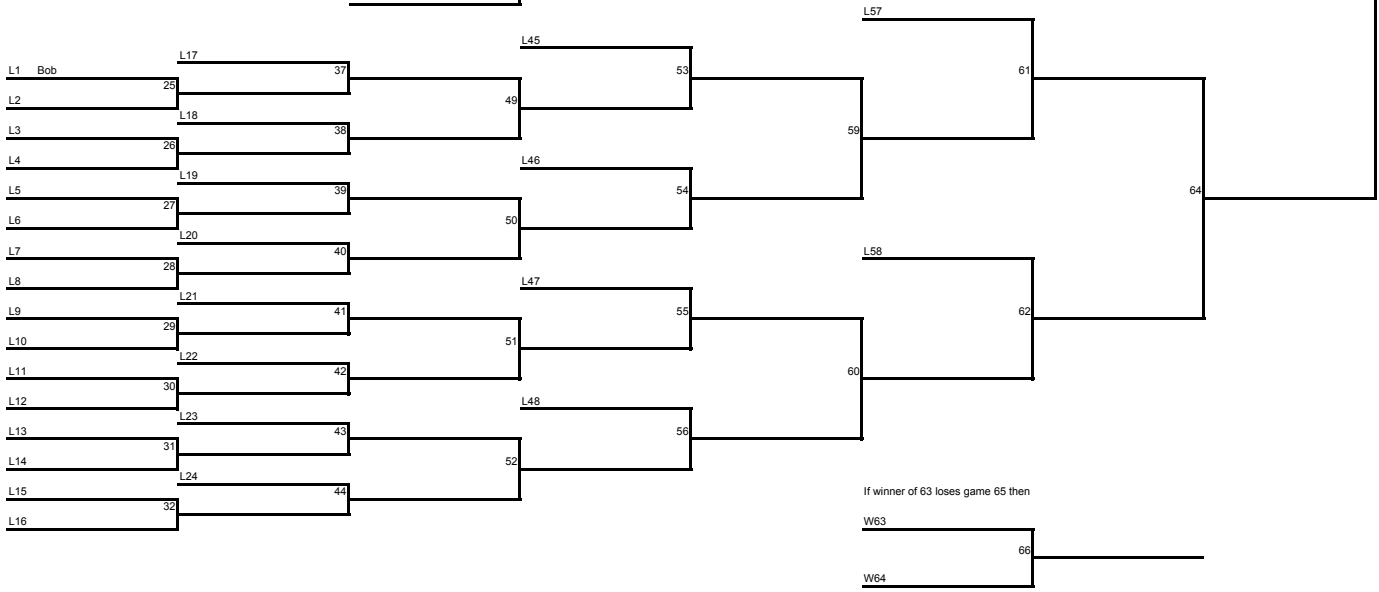 L57
L45
L17
L1 Bob
37
53
61
25
L2
49
L18
L3
38
59
26
L4
L46
L19
L5
39
54
64
27
L6
50
L20
L7
40
L58
28
L8
L47
L21
L9
41
55
62
29
L10
51
L22
L11
42
60
30
L12
L48
L23
L13
43
56
31
L14
52
L24
L15
44
If winner of 63 loses game 65 then
32
L16
W63
66
W64